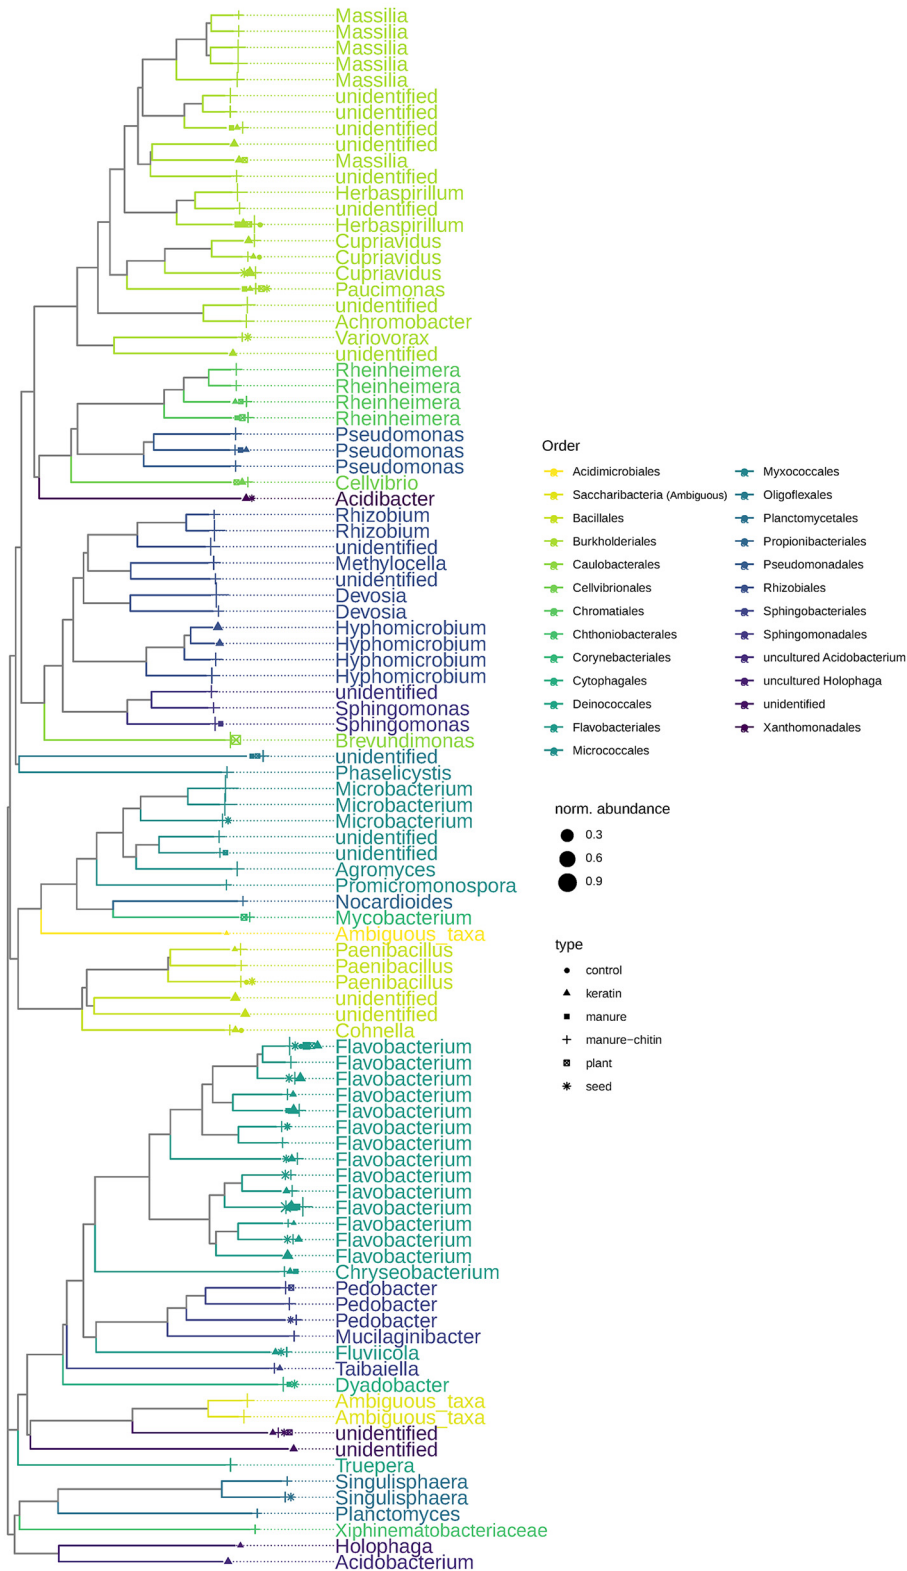 Massilia
Massilia
Massilia
Massilia
Massilia
unidentified
unidentified
unidentified
unidentified
Massilia
unidentified
Herbaspirillum
unidentified
Herbaspirillum
Cupriavidus
Cupriavidus
Cupriavidus
Paucimonas
unidentified
Achromobacter
Variovorax
unidentified
Rheinheimera
Rheinheimera
Rheinheimera
Rheinheimera
Pseudomonas
Pseudomonas
Pseudomonas
Cellvibrio
Acidibacter
Rhizobium
Rhizobium
unidentified
Methylocella
unidentified
Devosia
Devosia
Hyphomicrobium
Hyphomicrobium
Hyphomicrobium
Hyphomicrobium
unidentified
Sphingomonas
Sphingomonas
Brevundimonas
unidentified
Phaselicystis
Microbacterium
Microbacterium
Microbacterium
unidentified
unidentified
Agromyces
Promicromonospora
Nocardioides
Mycobacterium
Ambiguous_taxa
Paenibacillus
Paenibacillus
Paenibacillus
unidentified
unidentified
Cohnella
Flavobacterium
Flavobacterium
Flavobacterium
Flavobacterium
Flavobacterium
Flavobacterium
Flavobacterium
Flavobacterium
Flavobacterium
Flavobacterium
Flavobacterium
Flavobacterium
Flavobacterium
Flavobacterium
Chryseobacterium
Pedobacter
Pedobacter
Pedobacter
Mucilaginibacter
Fluviicola
Taibaiella
Dyadobacter
Ambiguous_taxa
Ambiguous_taxa
unidentified
unidentified
Truepera
Singulisphaera
Singulisphaera
Planctomyces
Xiphinematobacteriaceae
Holophaga
Acidobacterium
Order
Acidimicrobiales
Saccharibacteria (Ambiguous)
Bacillales
Burkholderiales
Caulobacterales
Cellvibrionales
Chromatiales
Chthoniobacterales
Corynebacteriales
Cytophagales
Deinococcales
Flavobacteriales
Micrococcales
Myxococcales
Oligoflexales
Planctomycetales
Propionibacteriales
Pseudomonadales
Rhizobiales
Sphingobacteriales
Sphingomonadales
uncultured Acidobacterium
uncultured Holophaga
unidentified
Xanthomonadales
norm. abundance
0.3
0.6
0.9
type
control
keratin
manure
manure−chitin
plant
seed